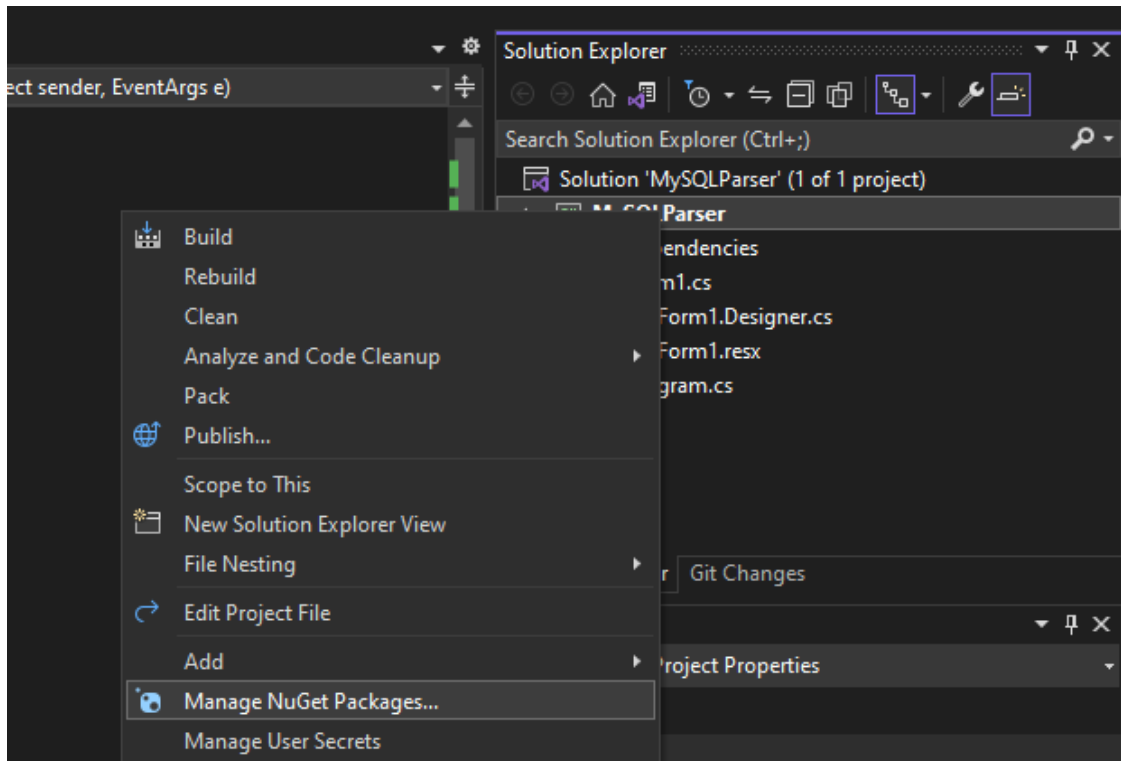 Solution Explorer
ect sender, EventArgs e)
Search Solution Explorer (Ctrl+;)
Solution 'MySQLParser' (1 of 1 project)
MySQLParser
endencies
m1.cs
Form1.Designer.cs
Form1.resx
gram.cs
Build
Rebuild
Clean
Analyze and Code Cleanup
Pack
Publish...
Scope to This
New Solution Explorer View
File Nesting
Edit Project File
Add
Manage NuGet Packages...
Manage User Secrets
r Git Changes
Project Properties